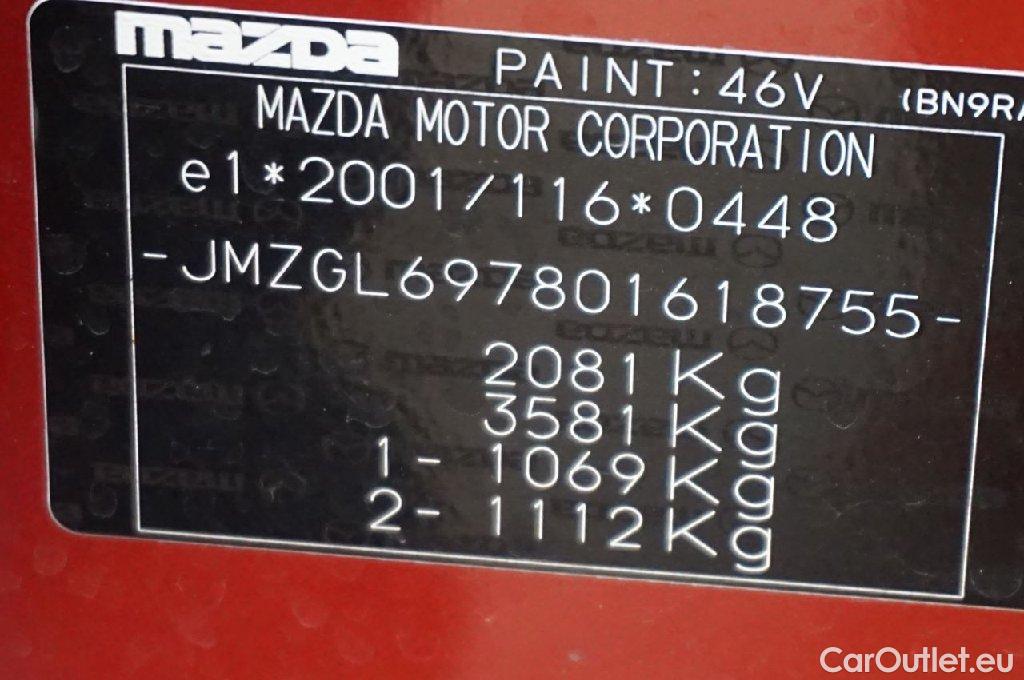 mazda
PAINT: 46V (BN9RA
MAZDA MOTOR CORPORATION
e1*2001/116*0448
-JMZGL697801618755-
2081Kg
3581Kg
1- 1069Kg
2- 1112Kg
CarOutlet.eu